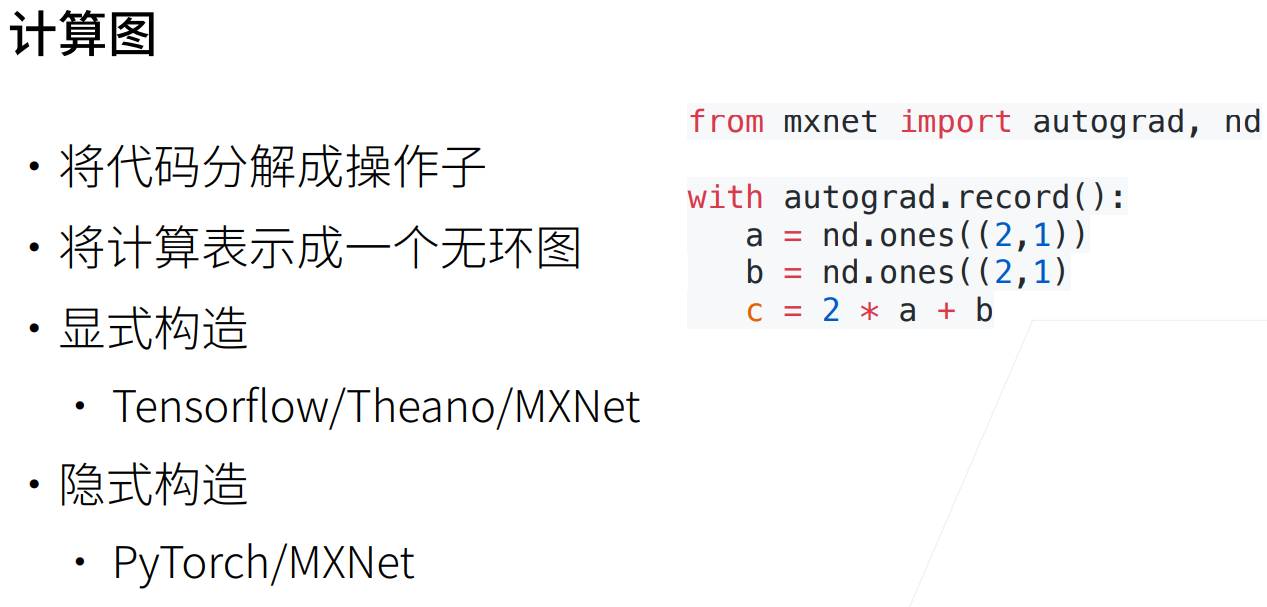 计算图
• 将代码分解成操作子
• 将计算表示成一个无环图
• 显式构造
• Tensorflow/Theano/MXNet
• 隐式构造
• PyTorch/MXNet
from mxnet import autograd, nd
with autograd.record():
a = nd.ones((2,1))
b = nd.ones((2,1)
c = 2 * a + b